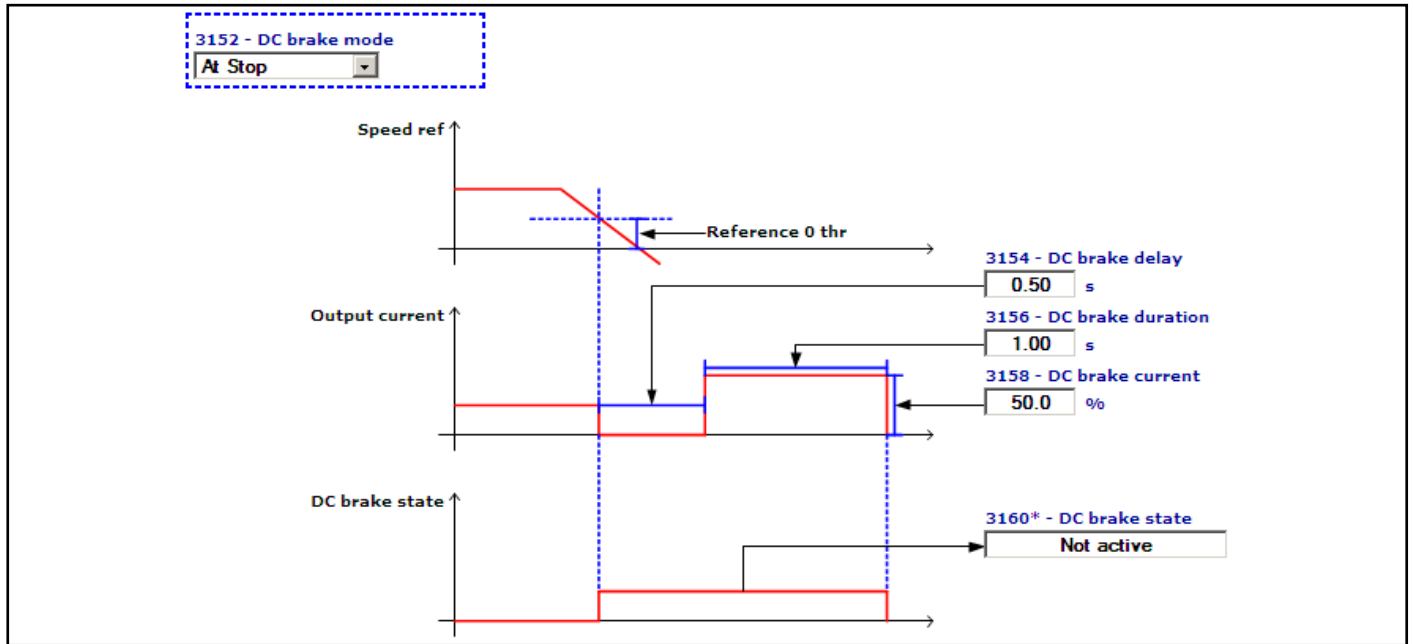 3152 - DC brake mode
At Stop
Speed ref
Reference 0 thr
3154 - DC brake delay
0.50 s
Output current
3156 - DC brake duration
1.00 s
3158 - DC brake current
50.0 %
DC brake state
3160* - DC brake state
Not active